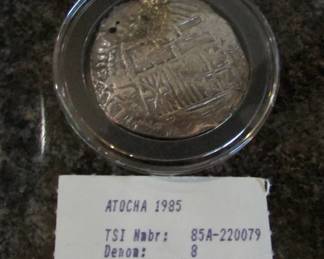 ATOCHA 1985
TSI Nmbr: 85A-220079
Denom: 8